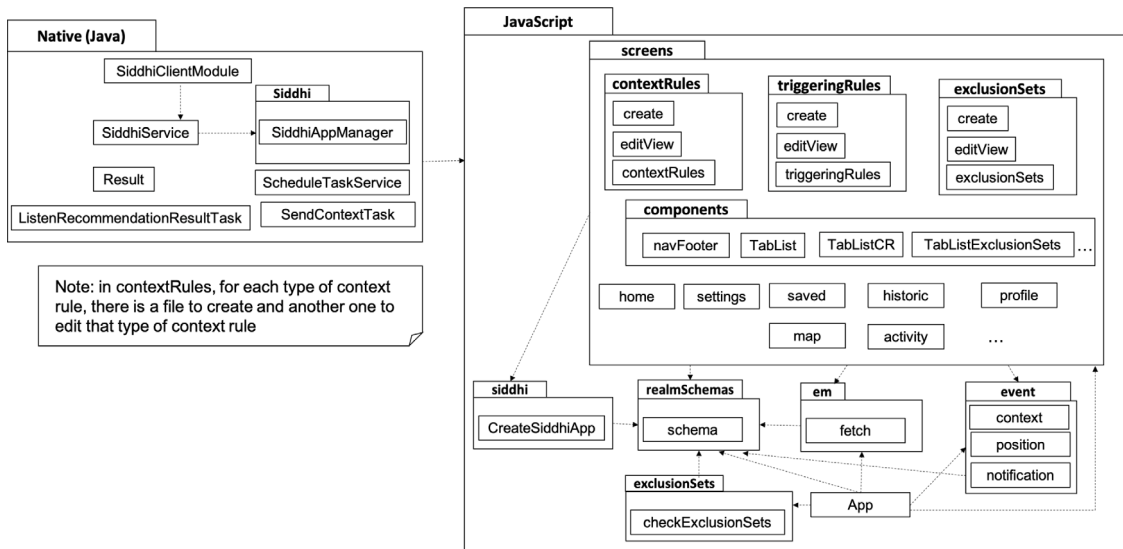 Native (Java)
SiddhiClientModule
Siddhi
SiddhiService
SiddhiAppManager
Result
ScheduleTaskService
ListenRecommendationResultTask
SendContextTask
Note: in contextRules, for each type of context
rule, there is a file to create and another one to
edit that type of context rule
JavaScript
screens
contextRules
create
editView
contextRules
triggeringRules
create
editView
triggeringRules
exclusionSets
create
editView
exclusionSets
components
navFooter
TabList
TabListCR
TabListExclusionSets
...
home
settings
saved
historic
profile
map
activity
...
siddhi
CreateSiddhiApp
realmSchemas
schema
em
fetch
event
context
position
notification
exclusionSets
checkExclusionSets
App